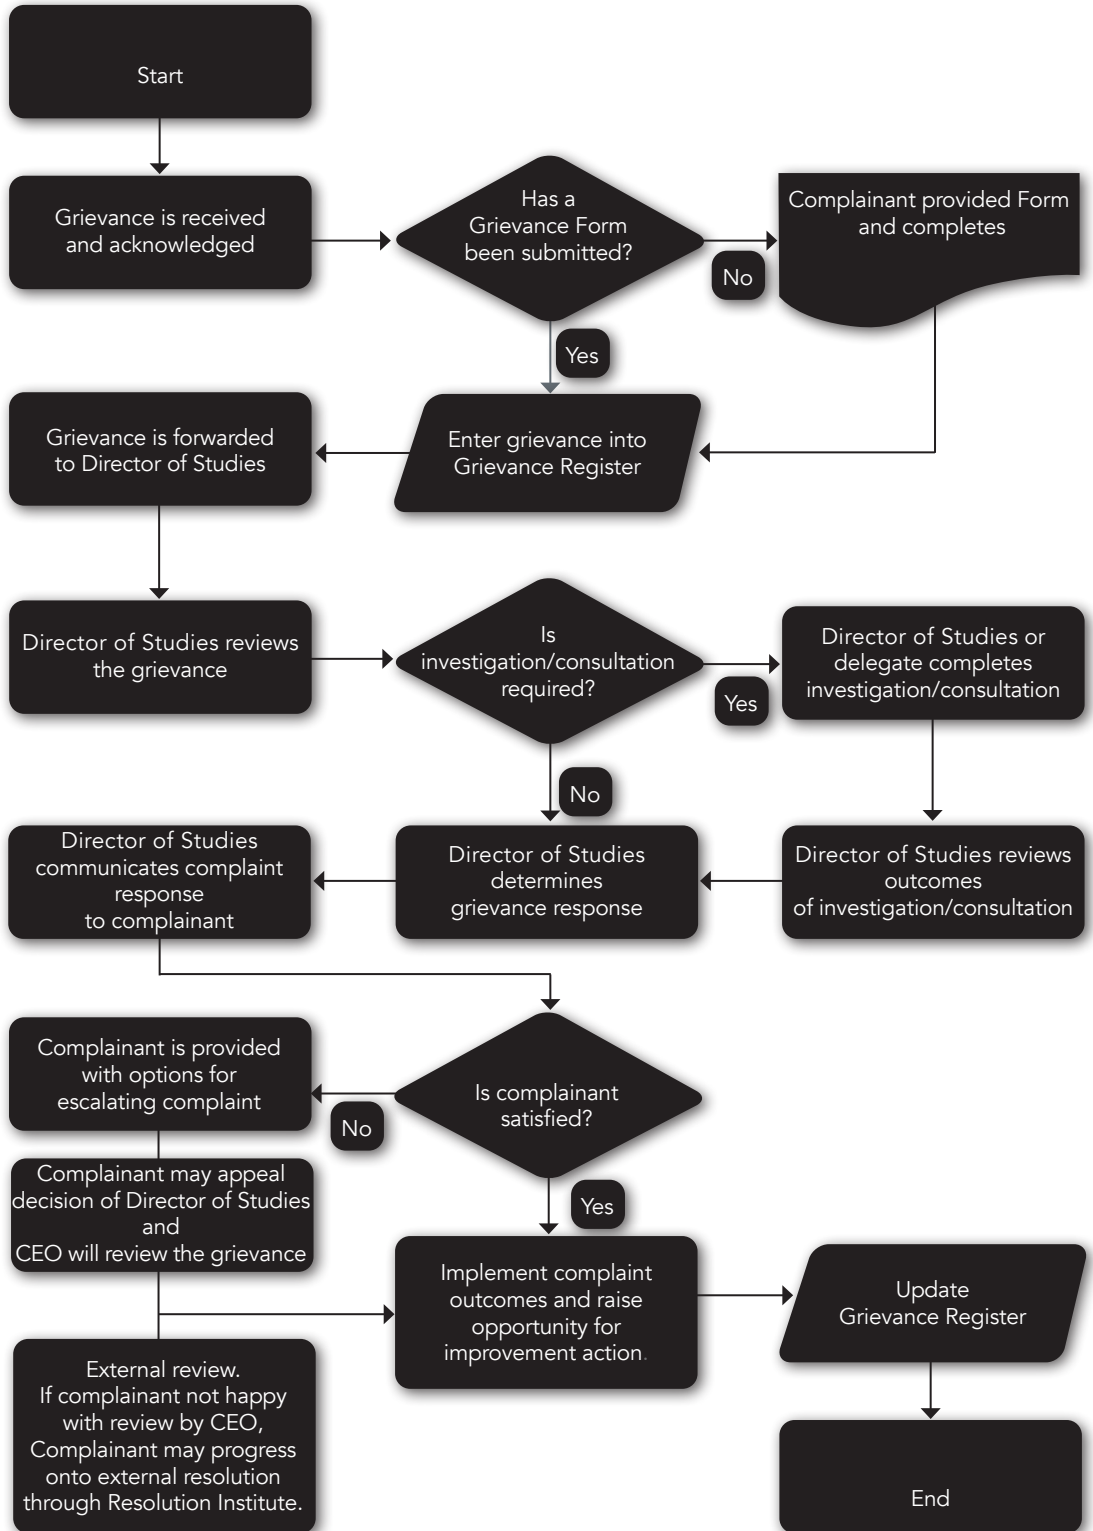 Start
Grievance is received
and acknowledged
Has a
Grievance Form
been submitted?
No
Complainant provided Form
and completes
Yes
Enter grievance into
Grievance Register
Grievance is forwarded
to Director of Studies
Director of Studies reviews
the grievance
Is
investigation/consultation
required?
Yes
Director of Studies or
delegate completes
investigation/consultation
No
Director of Studies reviews
outcomes
of investigation/consultation
Director of Studies
determines
grievance response
Director of Studies
communicates complaint
response
to complainant
Is complainant
satisfied?
No
Complainant is provided
with options for
escalating complaint
Complainant may appeal
decision of Director of Studies
and
CEO will review the grievance
External review.
If complainant not happy
with review by CEO,
Complainant may progress
onto external resolution
through Resolution Institute.
Yes
Implement complaint
outcomes and raise
opportunity for
improvement action.
Update
Grievance Register
End